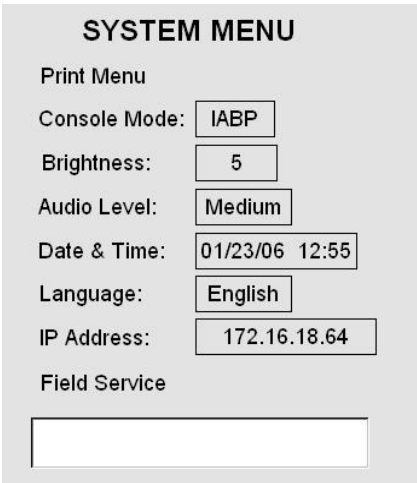 SYSTEM MENU
Print Menu
Console Mode: IABP
Brightness: 5
Audio Level: Medium
Date & Time: 01/23/06 12:55
Language: English
IP Address: 172.16.18.64
Field Service